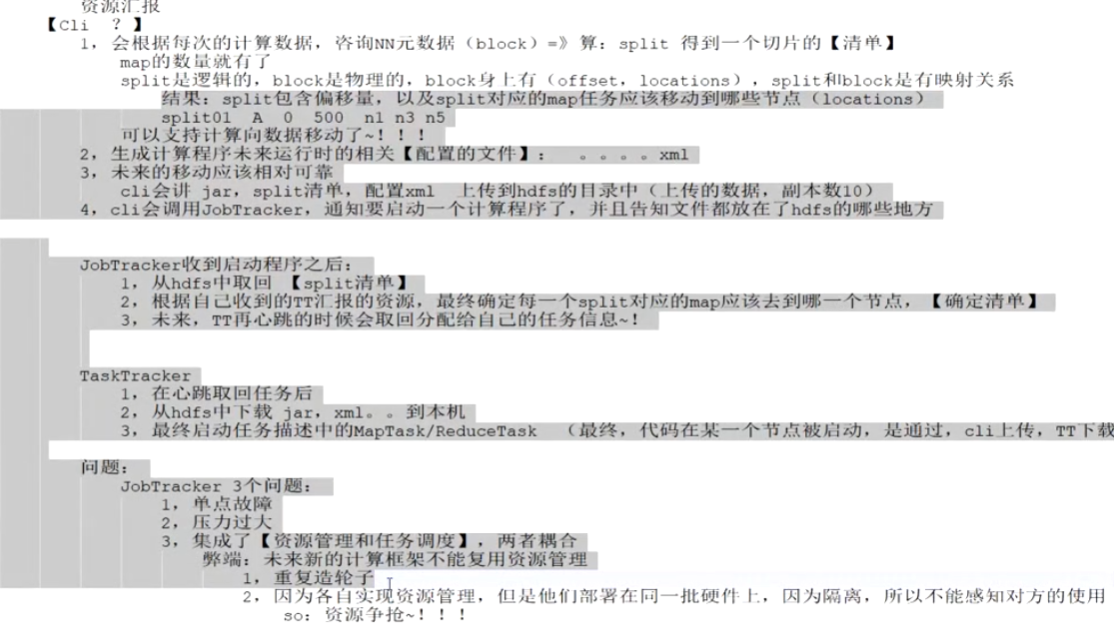 资源汇报
【Cli ？】
1，会根据每次的计算数据，咨询NN元数据（block）=》算：split 得到一个切片的【清单】
map的数量就有了
split是逻辑的，block是物理的，block身上有（offset，locations），split和block是有映射关系
结果：split包含偏移量，以及split对应的map任务应该移动到哪些节点（locations）
split01 A 0 500 n1 n3 n5
可以支持计算向数据移动了~！！！
2，生成计算程序未来运行时的相关【配置的文件】： 。。。。xml
3，未来的移动应该相对可靠
cli会讲 jar，split清单，配置xml 上传到hdfs的目录中（上传的数据，副本数10）
4，cli会调用JobTracker，通知要启动一个计算程序了，并且告知文件都放在了hdfs的哪些地方
JobTracker收到启动程序之后：
1，从hdfs中取回 【split清单】
2，根据自己收到的TT汇报的资源，最终确定每一个split对应的map应该去到哪一个节点，【确定清单】
3，未来，TT再心跳的时候会取回分配给自己的任务信息~！
TaskTracker
1，在心跳取回任务后
2，从hdfs中下载 jar，xml。。到本机
3，最终启动任务描述中的MapTask/ReduceTask （最终，代码在某一个节点被启动，是通过，cli上传，TT下载
问题：
JobTracker 3个问题：
1，单点故障
2，压力过大
3，集成了【资源管理和任务调度】，两者耦合
弊端：未来新的计算框架不能复用资源管理
1，重复造轮子
2，因为各自实现资源管理，但是他们部署在同一批硬件上，因为隔离，所以不能感知对方的使用
so：资源争抢~！！！